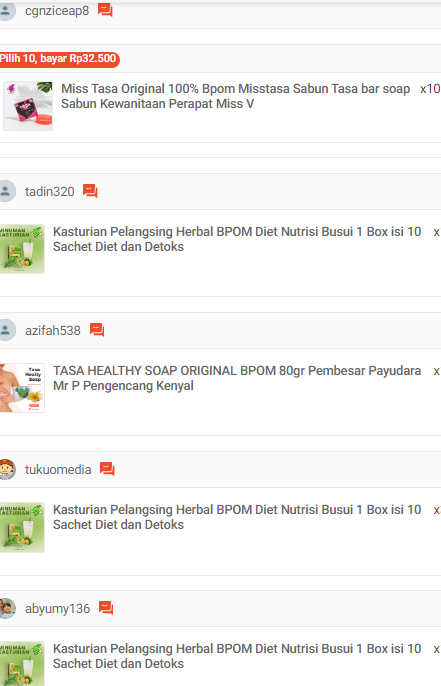 cgnziceap8
Pilih 10, bayar Rp32.500
Miss Tasa Original 100% Bpom Misstasa Sabun Tasa bar soap x10
Sabun Kewanitaan Perapat Miss V
tadin320
Kasturian Pelangsing Herbal BPOM Diet Nutrisi Busui 1 Box isi 10 x
Sachet Diet dan Detoks
azifah538
TASA HEALTHY SOAP ORIGINAL BPOM 80gr Pembesar Payudara x
Mr P Pengencang Kenyal
tukuomedia
Kasturian Pelangsing Herbal BPOM Diet Nutrisi Busui 1 Box isi 10 x
Sachet Diet dan Detoks
abyumy136
Kasturian Pelangsing Herbal BPOM Diet Nutrisi Busui 1 Box isi 10 x
Sachet Diet dan Detoks